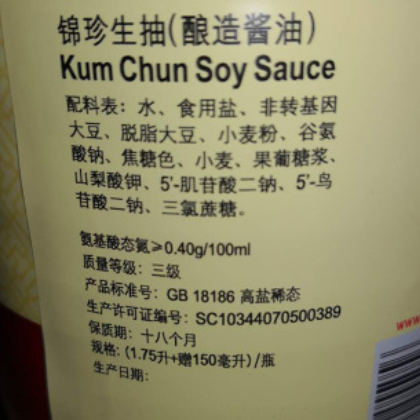 锦珍生抽(酿造酱油)
Kum Chun Soy Sauce
配料表：水、食用盐、非转基因
大豆、脱脂大豆、小麦粉、谷氨
酸钠、焦糖色、小麦、果葡糖浆、
山梨酸钾、5'-肌苷酸二钠、5'-鸟
苷酸二钠、三氯蔗糖。
氨基酸态氮≥0.40g/100ml
质量等级：三级
产品标准号：GB 18186 高盐稀态
生产许可证编号：SC10344070500389
保质期：十八个月
规格：(1.75升+赠150毫升)/瓶
生产日期：
www